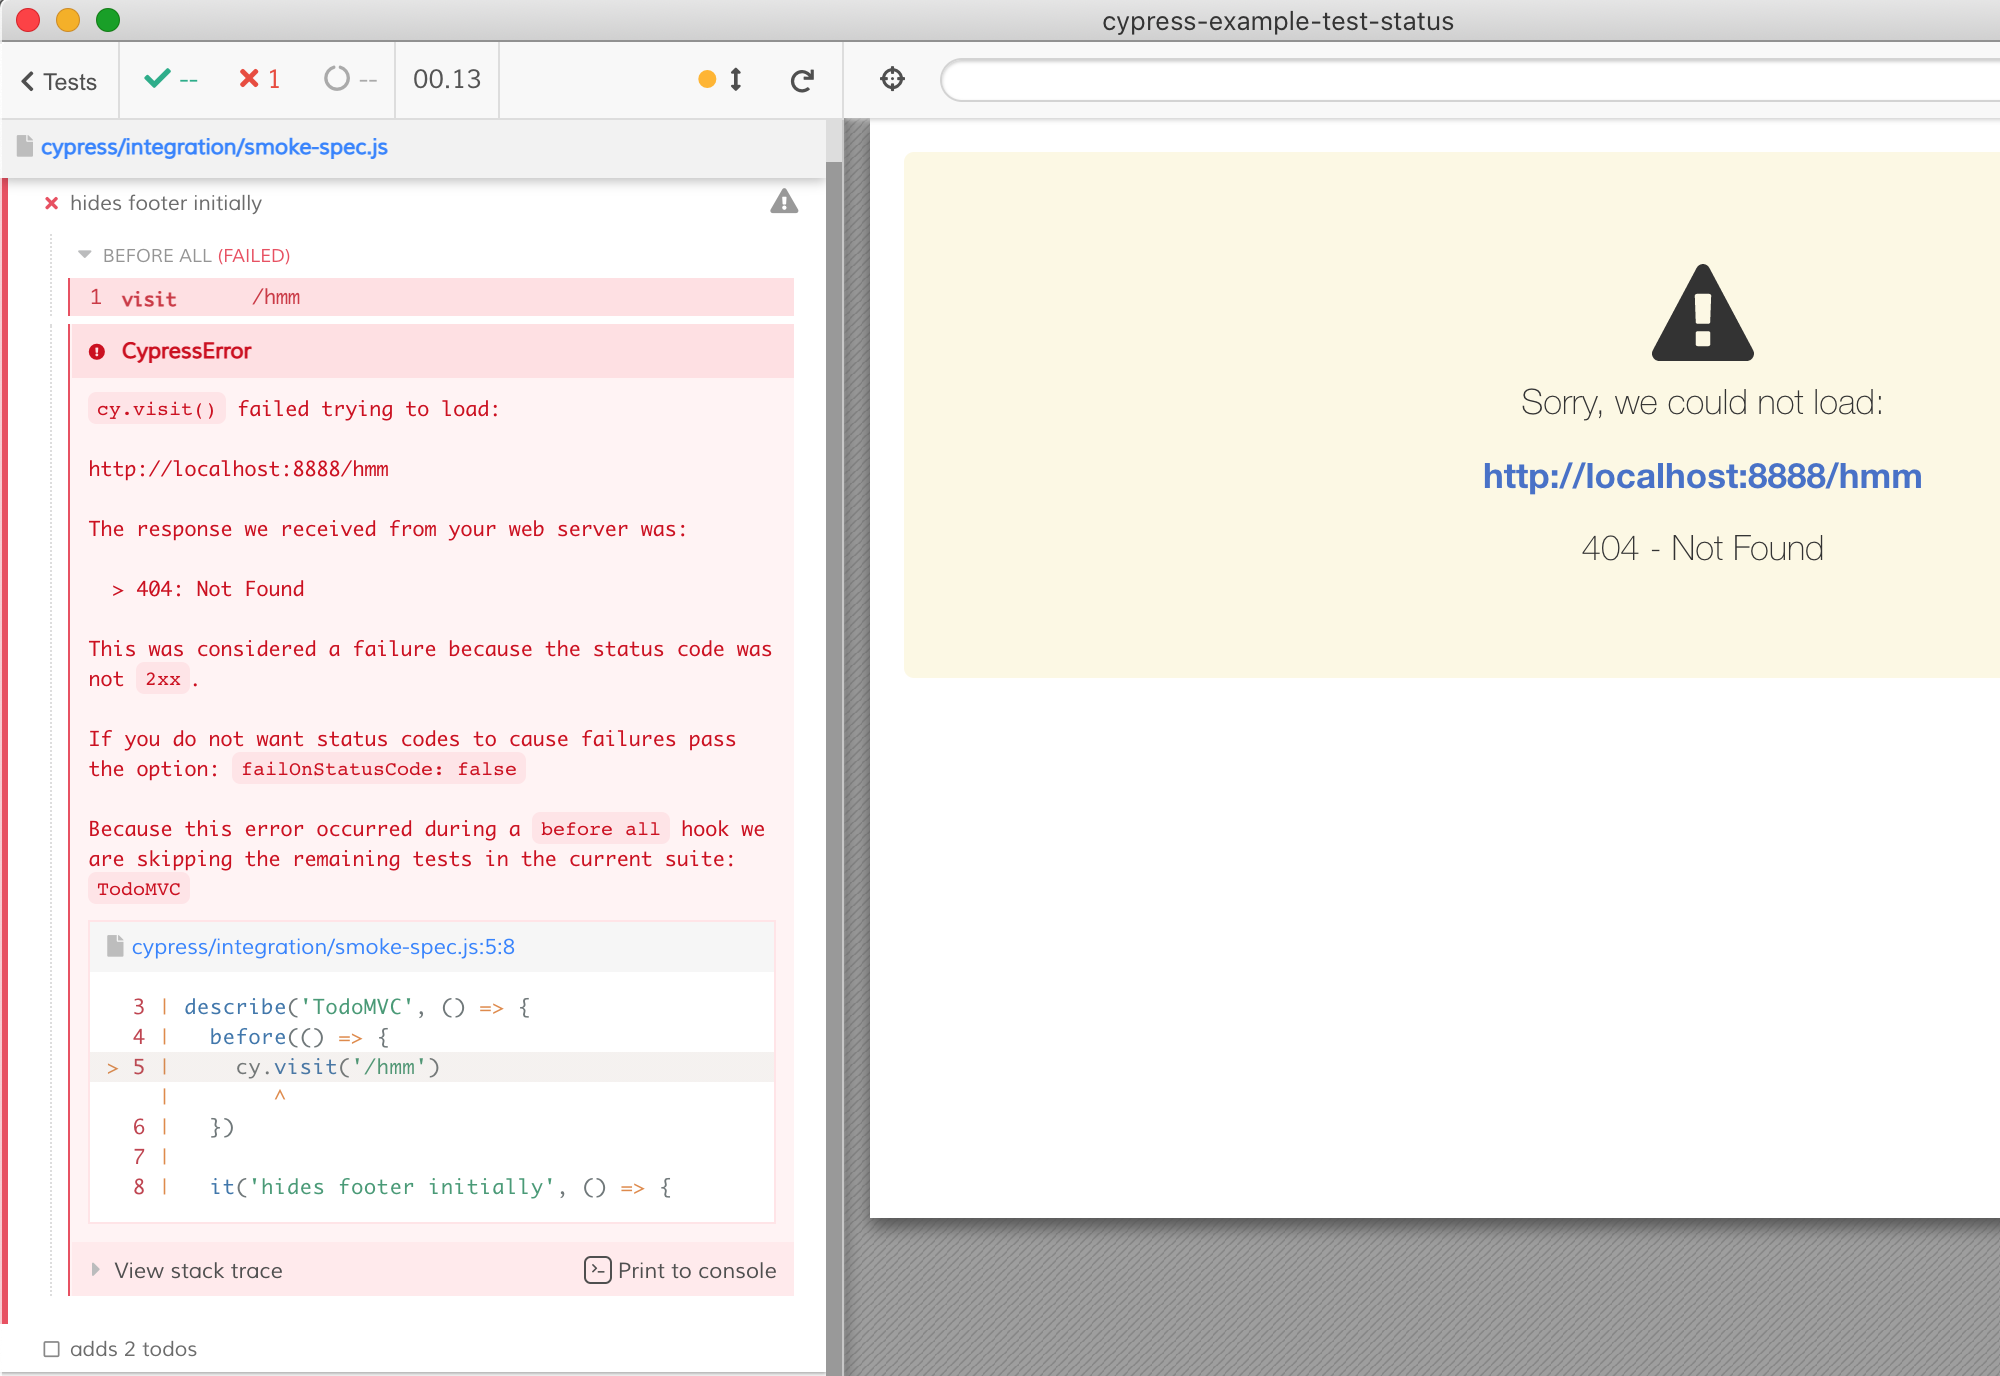 cypress-example-test-status
Tests
--
1
--
00.13
cypress/integration/smoke-spec.js
hides footer initially
BEFORE ALL (FAILED)
1 visit /hmm
CypressError
cy.visit() failed trying to load:
http://localhost:8888/hmm
The response we received from your web server was:
> 404: Not Found
This was considered a failure because the status code was
not 2xx.
If you do not want status codes to cause failures pass
the option: failOnStatusCode: false
Because this error occurred during a before all hook we
are skipping the remaining tests in the current suite:
TodoMVC
cypress/integration/smoke-spec.js:5:8
3 | describe('TodoMVC', () => {
4 |   before(() => {
> 5 |     cy.visit('/hmm')
|        ^
6 |   })
7 |
8 |   it('hides footer initially', () => {
View stack trace
Print to console
adds 2 todos
Sorry, we could not load:
http://localhost:8888/hmm
404 - Not Found